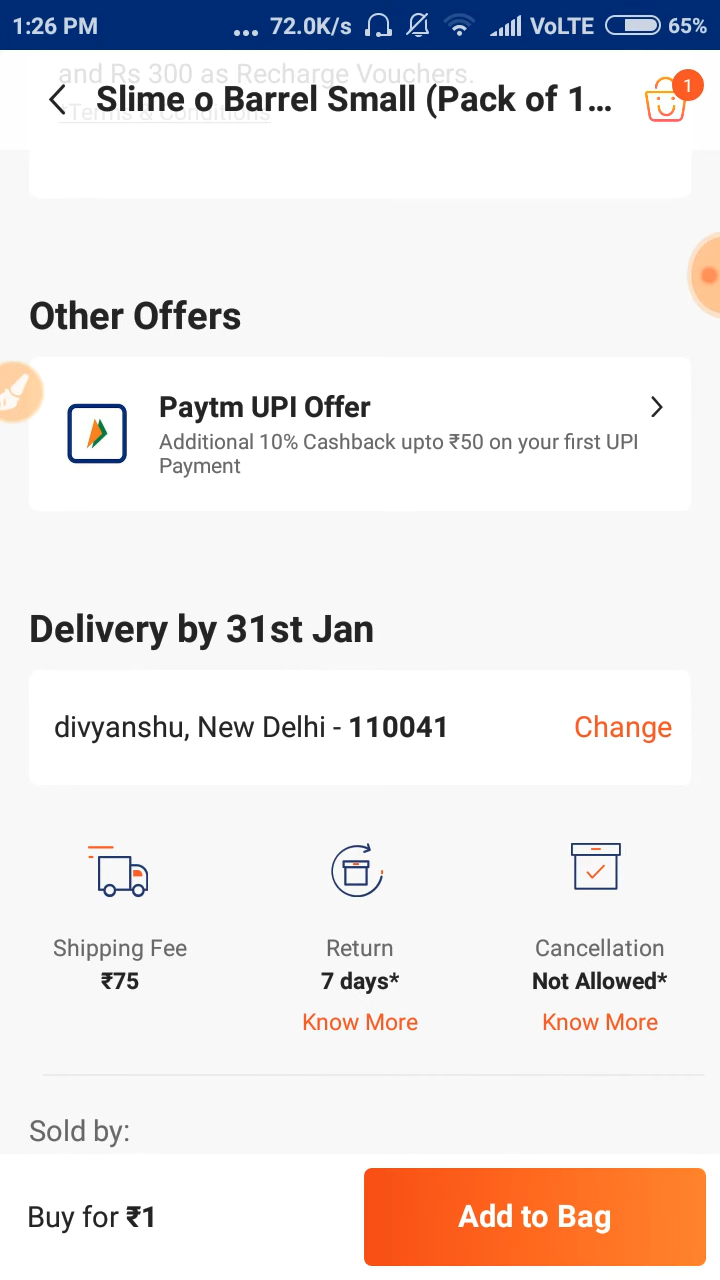 1:26 PM ... 72.0K/s VoLTE 65%
and Rs 300 as Recharge Vouchers.
Slime o Barrel Small (Pack of 1... 1
Terms & Conditions
Other Offers
Paytm UPI Offer
Additional 10% Cashback upto ₹50 on your first UPI
Payment
Delivery by 31st Jan
divyanshu, New Delhi - 110041 Change
Shipping Fee Return Cancellation
₹75 7 days* Not Allowed*
Know More Know More
Sold by:
Buy for ₹1 Add to Bag